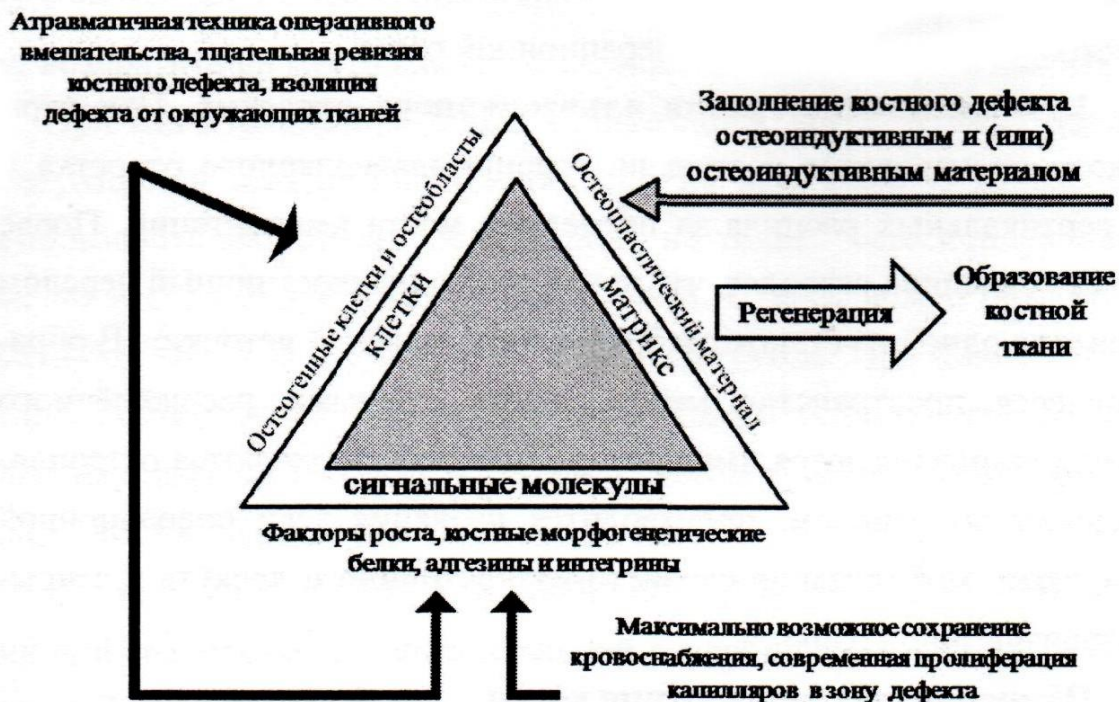 Атравматичная техника оперативного
вмешательства, тщательная ревизия
костного дефекта, изоляция
дефекта от окружающих тканей
Заполнение костного дефекта
остеоиндуктивным и (или)
остеоиндуктивным материалом
Остеогенные клетки и остеобласты
клетки
Остеопластический материал
матрикс
Регенерация
Образование
костной
ткани
сигнальные молекулы
Факторы роста, костные морфогенетические
белки, адгезины и интегрины
Максимально возможное сохранение
кровоснабжения, современная пролиферация
капилляров в зону дефекта